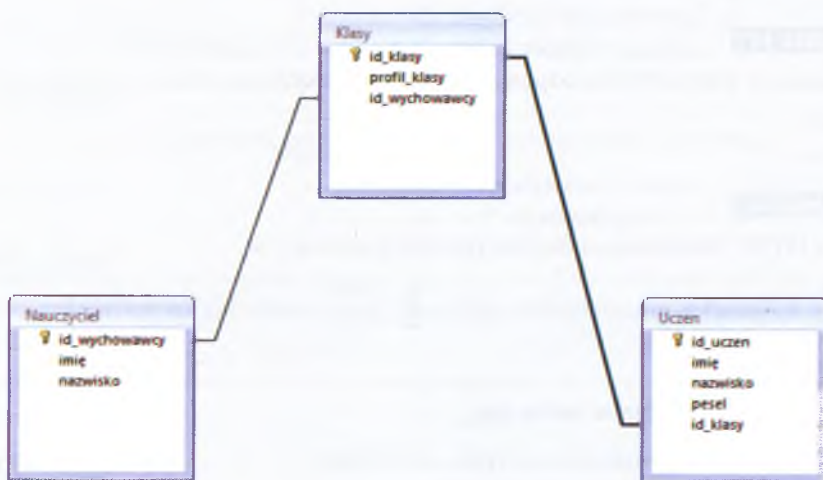 Klasy
id_klasy
profil_klasy
id_wychowawcy
Nauczyciel
id_wychowawcy
imię
nazwisko
Uczen
id_uczen
imię
nazwisko
pesel
id_klasy